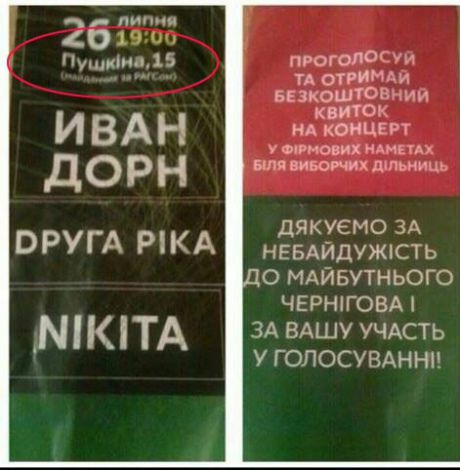 26 ЛИПНЯ
19:00
Пушкіна,15
(майданчик за РАГСом)
ИВАН
ДОРН
DРУГА РІКА
NIKITA
ПРОГОЛОСУЙ
ТА ОТРИМАЙ
БЕЗКОШТОВНИЙ
КВИТОК
НА КОНЦЕРТ
У ФІРМОВИХ НАМЕТАХ
БІЛЯ ВИБОРЧИХ ДІЛЬНИЦЬ
ДЯКУЄМО ЗА
НЕБАЙДУЖІСТЬ
ДО МАЙБУТНЬОГО
ЧЕРНІГОВА І
ЗА ВАШУ УЧАСТЬ
У ГОЛОСУВАННІ!